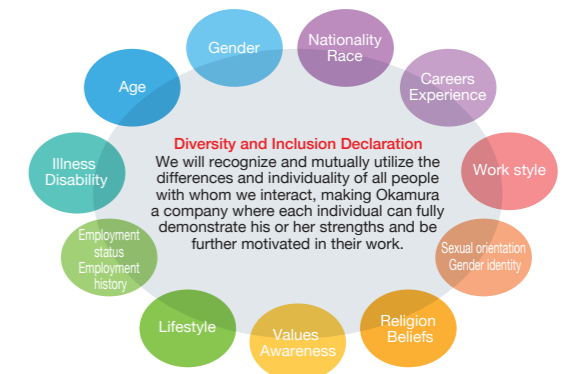 Gender
Nationality
Race
Age
Careers
Experience
Diversity and Inclusion Declaration
We will recognize and mutually utilize the
differences and individuality of all people
with whom we interact, making Okamura
a company where each individual can fully
demonstrate his or her strengths and be
further motivated in their work.
Illness
Disability
Work style
Employment
status
Employment
history
Sexual orientation
Gender identity
Lifestyle
Values
Awareness
Religion
Beliefs